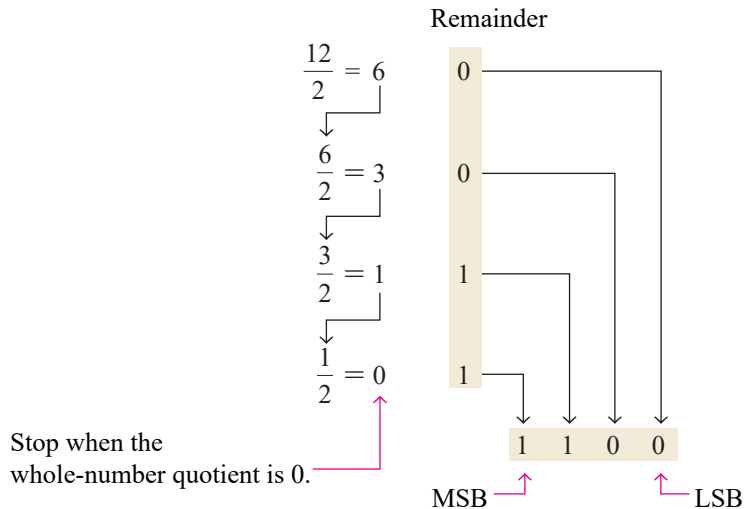 Remainder
12/2 = 6 0
6/2 = 3 0
3/2 = 1 1
1/2 = 0 1
1 1 0 0
Stop when the
whole-number quotient is 0.
MSB LSB